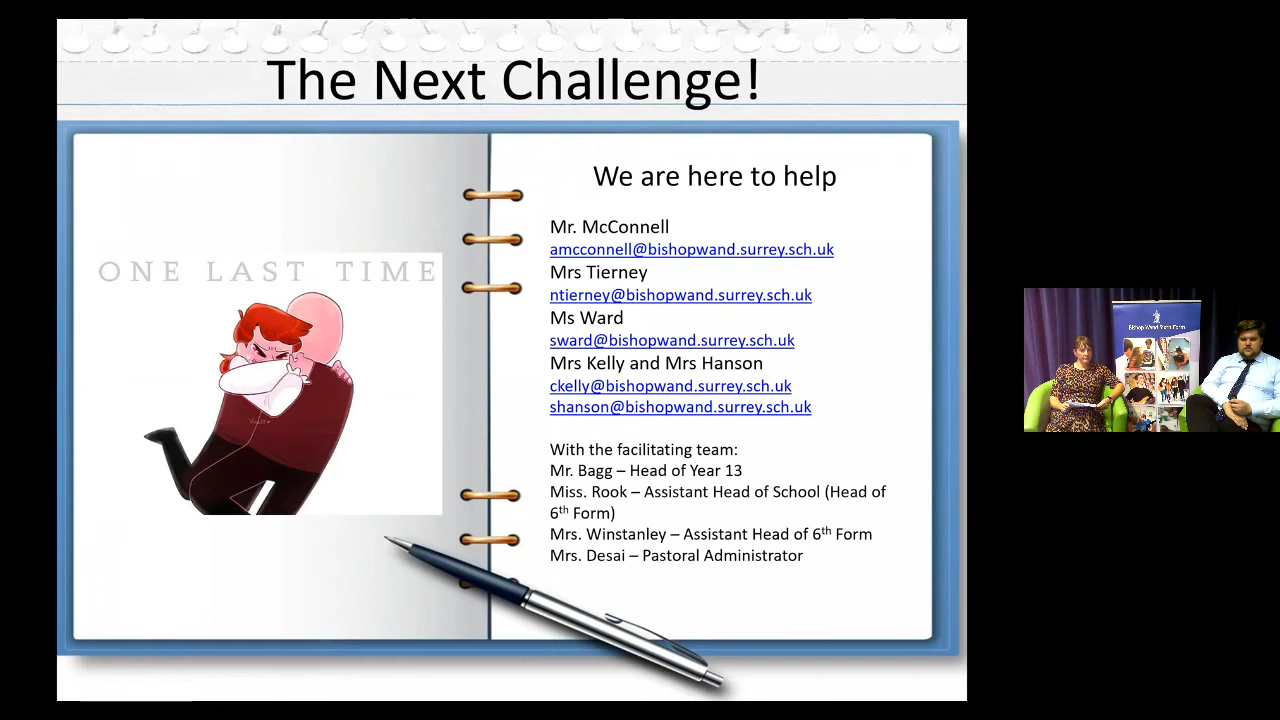 The Next Challenge!
We are here to help
Mr. McConnell
amcconnell@bishopwand.surrey.sch.uk
Mrs Tierney
ntierney@bishopwand.surrey.sch.uk
Ms Ward
sward@bishopwand.surrey.sch.uk
Mrs Kelly and Mrs Hanson
ckelly@bishopwand.surrey.sch.uk
shanson@bishopwand.surrey.sch.uk
With the facilitating team:
Mr. Bagg – Head of Year 13
Miss. Rook – Assistant Head of School (Head of
6th Form)
Mrs. Winstanley – Assistant Head of 6th Form
Mrs. Desai – Pastoral Administrator
ONE LAST TIME
Bishop Wand Sixth Form